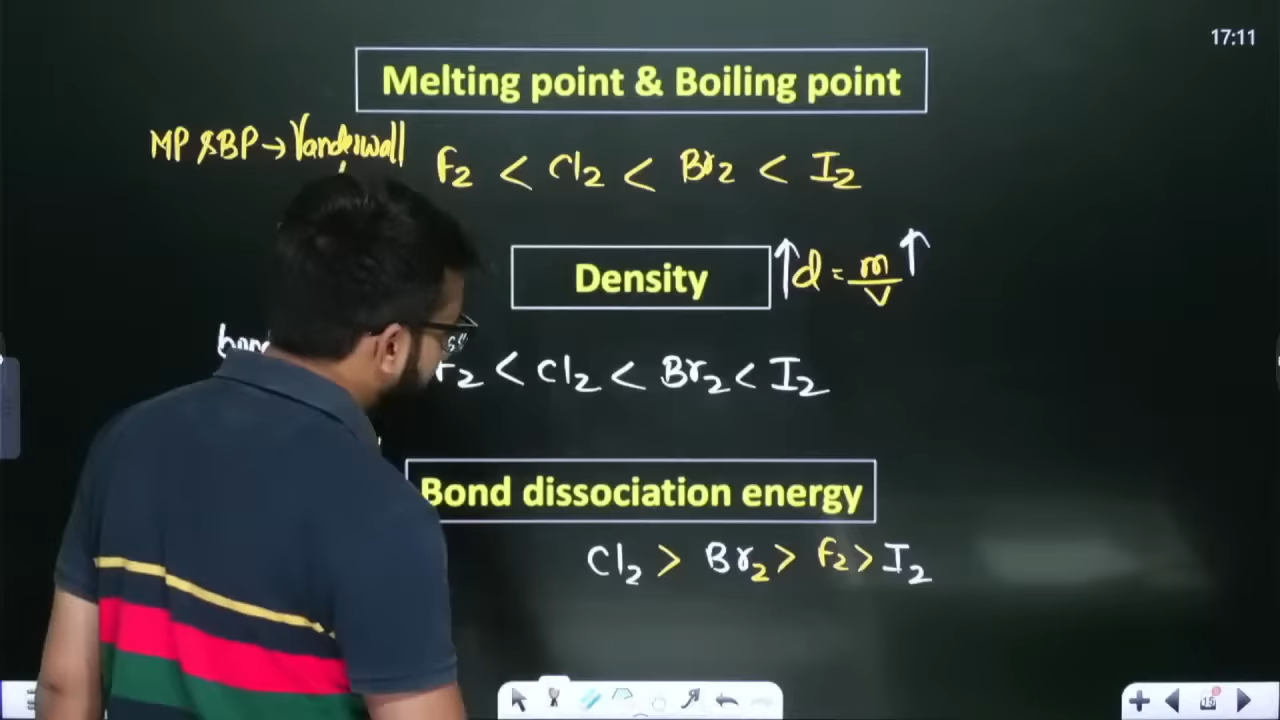 17:11
Melting point & Boiling point
MP & BP → Vanderwall
F₂ < Cl₂ < Br₂ < I₂
Density
↑ d = m/v ↑
< Cl₂ < Br₂ < I₂
Bond dissociation energy
Cl₂ > Br₂ > F₂ > I₂
15